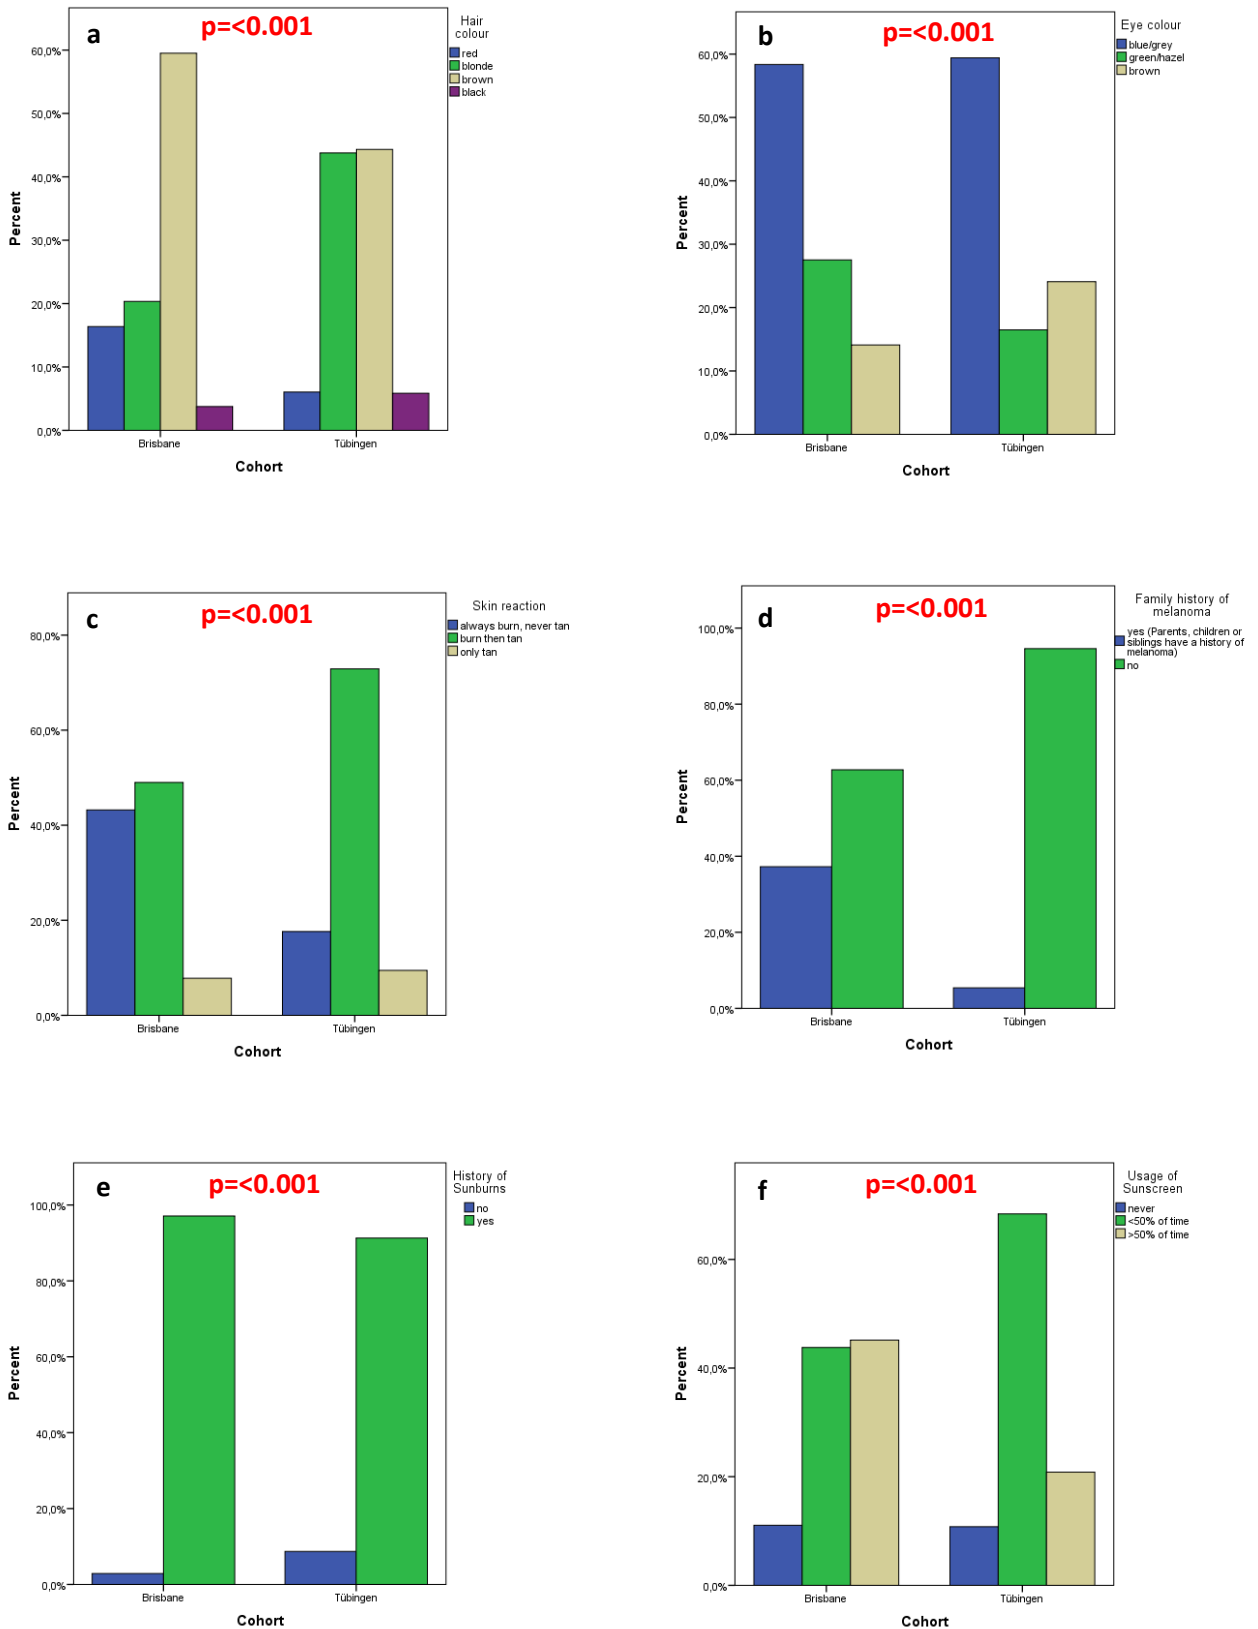 a
p=<0.001
Hair
colour
red
blonde
brown
black
60,0%
50,0%
40,0%
30,0%
20,0%
10,0%
0,0%
Percent
Brisbane
Tübingen
Cohort
b
p=<0.001
Eye colour
blue/grey
green/hazel
brown
60,0%
50,0%
40,0%
30,0%
20,0%
10,0%
0,0%
Percent
Brisbane
Tübingen
Cohort
c
p=<0.001
Skin reaction
always burn, never tan
burn then tan
only tan
80,0%
60,0%
40,0%
20,0%
0,0%
Percent
Brisbane
Tübingen
Cohort
d
p=<0.001
Family history of
melanoma
yes (Parents, children or
siblings have a history of
melanoma)
no
100,0%
80,0%
60,0%
40,0%
20,0%
0,0%
Percent
Brisbane
Tübingen
Cohort
e
p=<0.001
History of
Sunburns
no
yes
100,0%
80,0%
60,0%
40,0%
20,0%
0,0%
Percent
Brisbane
Tübingen
Cohort
f
p=<0.001
Usage of
Sunscreen
never
<50% of time
>50% of time
60,0%
40,0%
20,0%
0,0%
Percent
Brisbane
Tübingen
Cohort